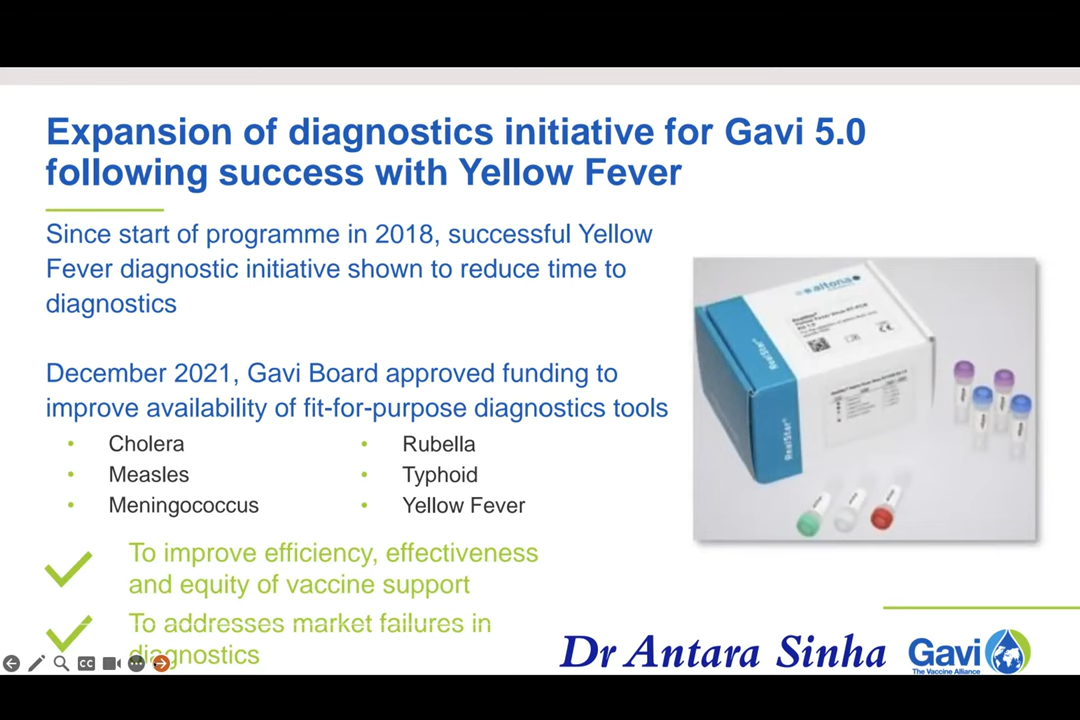 Expansion of diagnostics initiative for Gavi 5.0
following success with Yellow Fever
Since start of programme in 2018, successful Yellow
Fever diagnostic initiative shown to reduce time to
diagnostics
December 2021, Gavi Board approved funding to
improve availability of fit-for-purpose diagnostics tools
• Cholera
• Measles
• Meningococcus
• Rubella
• Typhoid
• Yellow Fever
To improve efficiency, effectiveness
and equity of vaccine support
To addresses market failures in
diagnostics
altona
RealStar
RealStar
CE
CC
Dr Antara Sinha
Gavi
The Vaccine Alliance